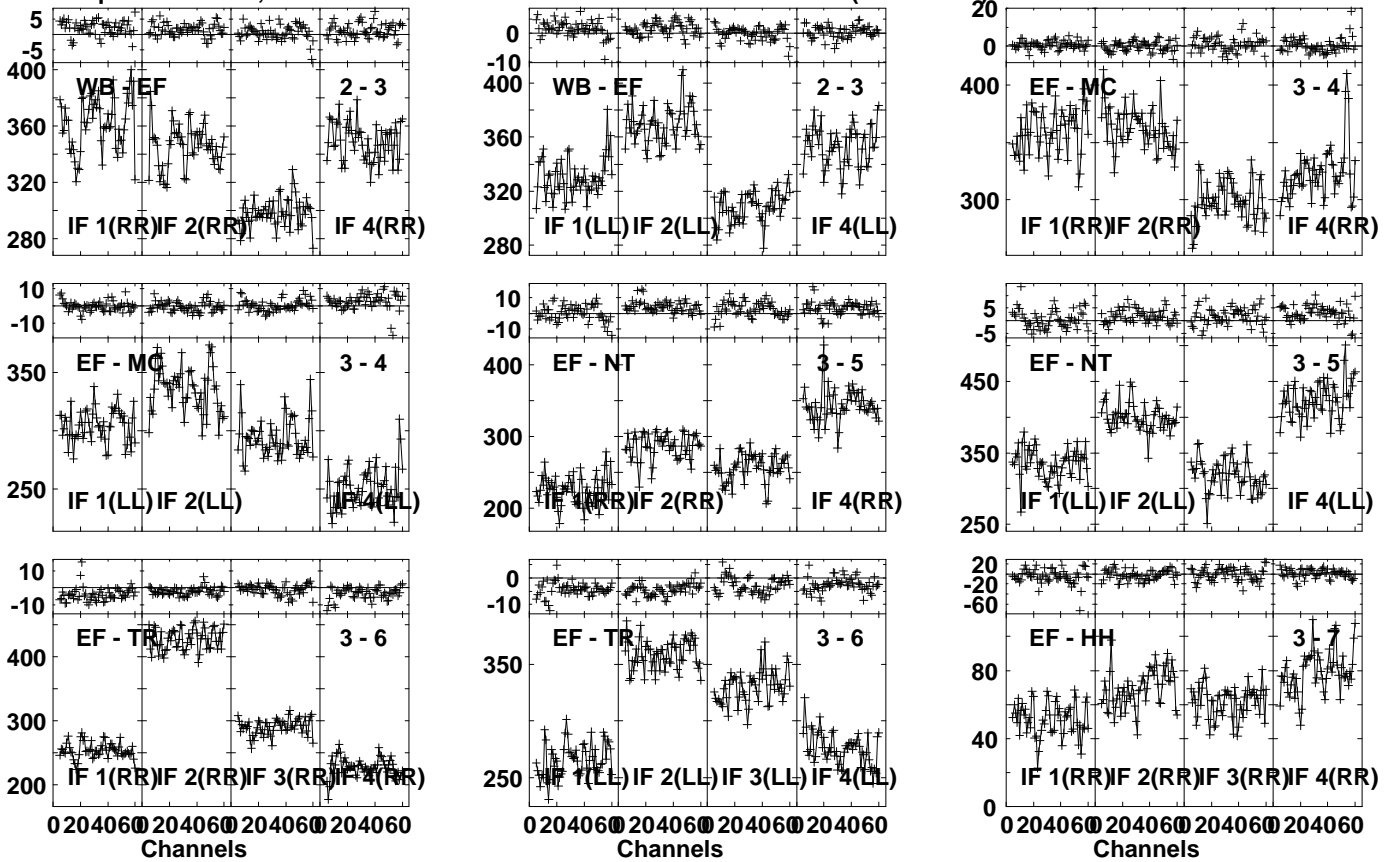 5
0
20
-5
-10
0
400
400
400
WB - EF 2 - 3
WB - EF 2 - 3
EF - MC 3 - 4
360
360
320
320
300
280
280
IF 1(RR) IF 2(RR) IF 4(RR)
IF 1(LL) IF 2(LL) IF 4(LL)
IF 1(RR) IF 2(RR) IF 4(RR)
10
10
5
-10
-10
-5
EF - MC 3 - 4
EF - NT 3 - 5
EF - NT 3 - 5
350
400
450
300
350
250
200
250
IF 1(LL) IF 2(LL) IF 4(LL)
IF 1(RR) IF 2(RR) IF 4(RR)
IF 1(LL) IF 2(LL) IF 4(LL)
10
0
20
-10
-10
-20
-60
EF - TR 3 - 6
EF - TR 3 - 6
EF - HH 3 - 7
400
350
80
300
40
200
250
0
IF 1(RR) IF 2(RR) IF 3(RR) IF 4(RR)
IF 1(LL) IF 2(LL) IF 3(LL) IF 4(LL)
IF 1(RR) IF 2(RR) IF 3(RR) IF 4(RR)
0 20 40 60 0 20 40 60 0 20 40 60 0 20 40 60
0 20 40 60 0 20 40 60 0 20 40 60 0 20 40 60
0 20 40 60 0 20 40 60 0 20 40 60 0 20 40 60
Channels
Channels
Channels